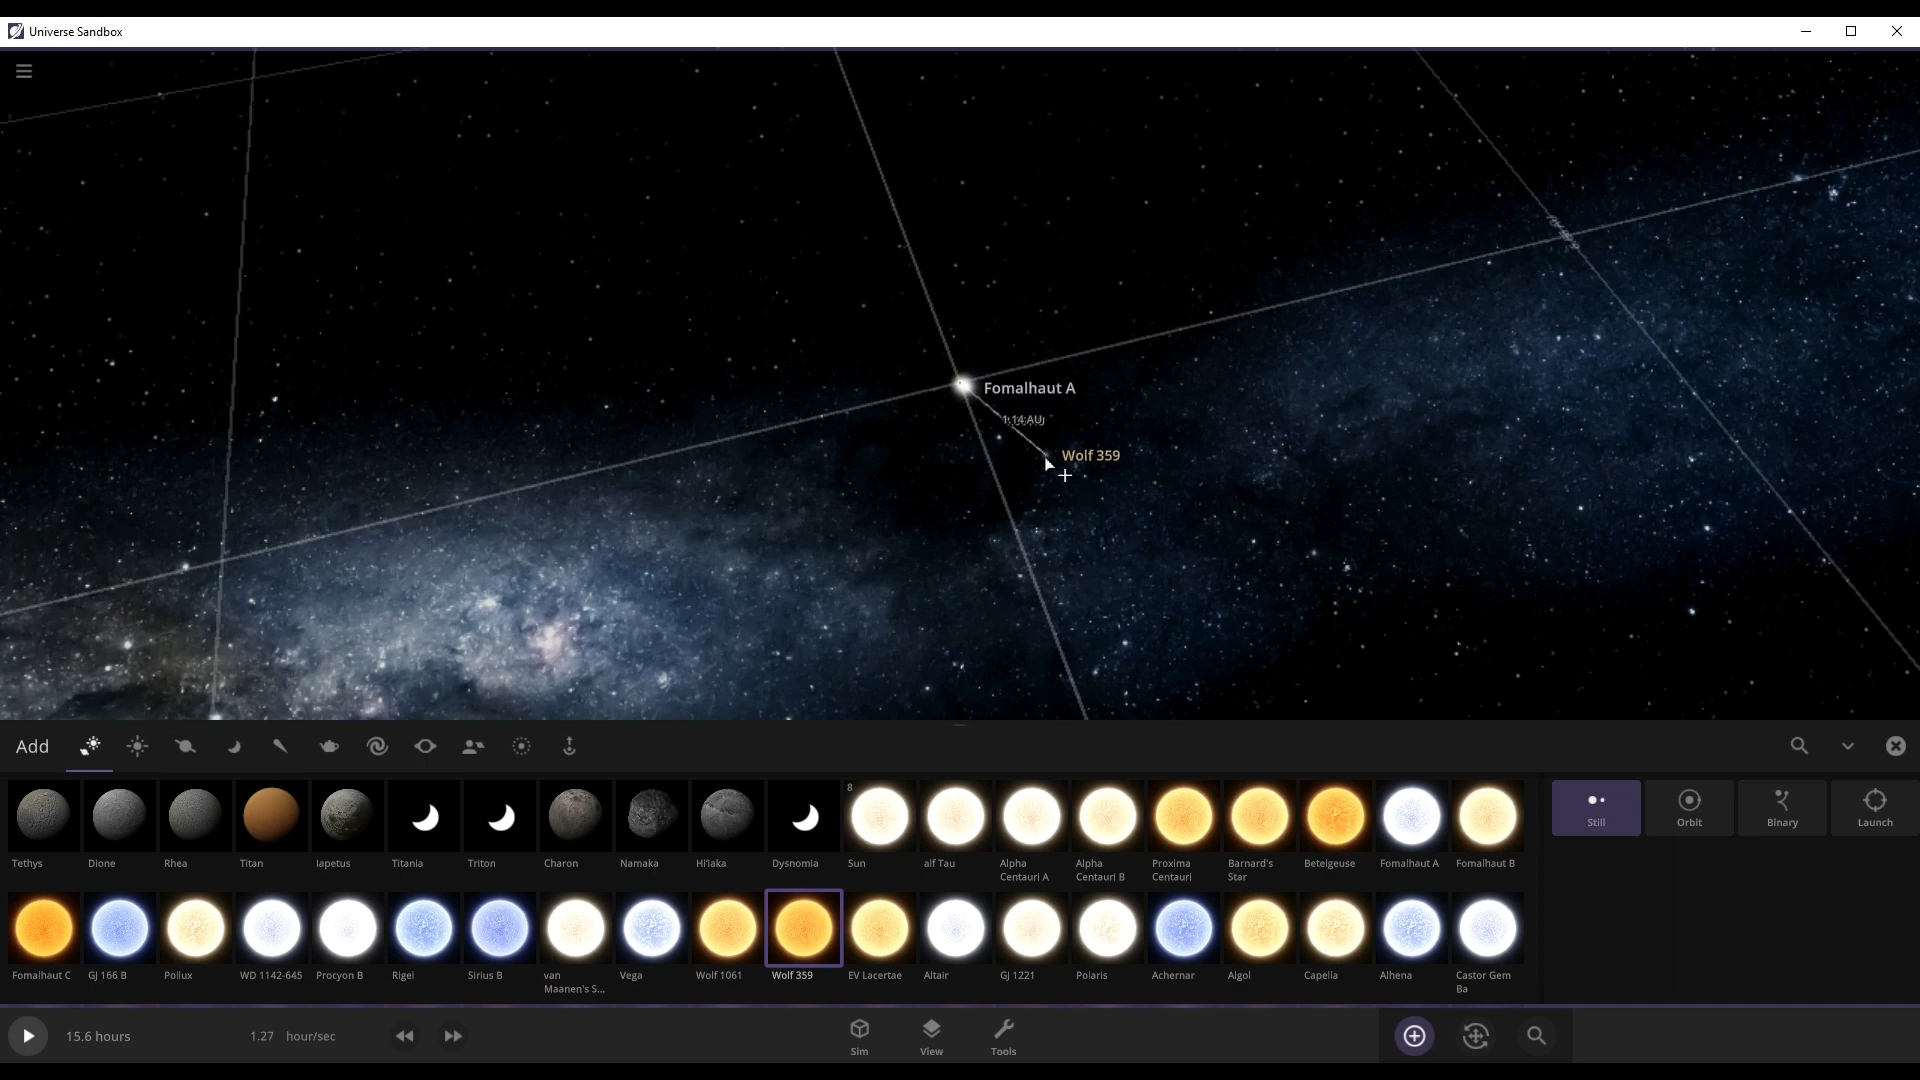 Universe Sandbox
Fomalhaut A
1.14 AU
Wolf 359
Add
Tethys
Dione
Rhea
Titan
Iapetus
Titania
Triton
Charon
Namaka
Hi'iaka
Dysnomia
8
Sun
alf Tau
Alpha
Centauri A
Alpha
Centauri B
Proxima
Centauri
Barnard's
Star
Betelgeuse
Fomalhaut A
Fomalhaut B
Still
Orbit
Binary
Launch
Fomalhaut C
GJ 166 B
Pollux
WD 1142-645
Procyon B
Rigel
Sirius B
van
Maanen's S...
Vega
Wolf 1061
Wolf 359
EV Lacertae
Altair
GJ 1221
Polaris
Achernar
Algol
Capella
Alhena
Castor Gem
Ba
15.6 hours
1.27 hour/sec
Sim
View
Tools